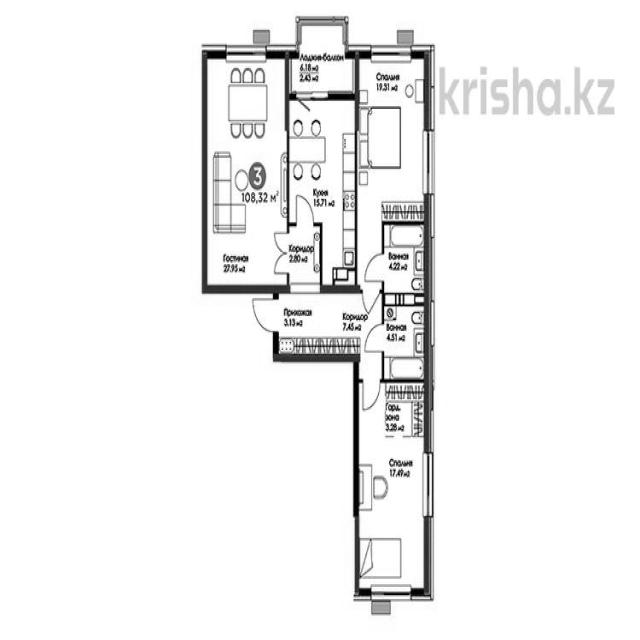 Лоджия-балкон
6.18 м²
2.43 м²
Спальня
19.31 м²
krisha.kz
3
108,32 м²
Кухня
15.71 м²
Гостиная
27.95 м²
Коридор
2.80 м²
Ванная
4.22 м²
Прихожая
3.13 м²
Коридор
7.45 м²
Ванная
4.51 м²
Гард.
зона
3.28 м²
Спальня
17.49 м²